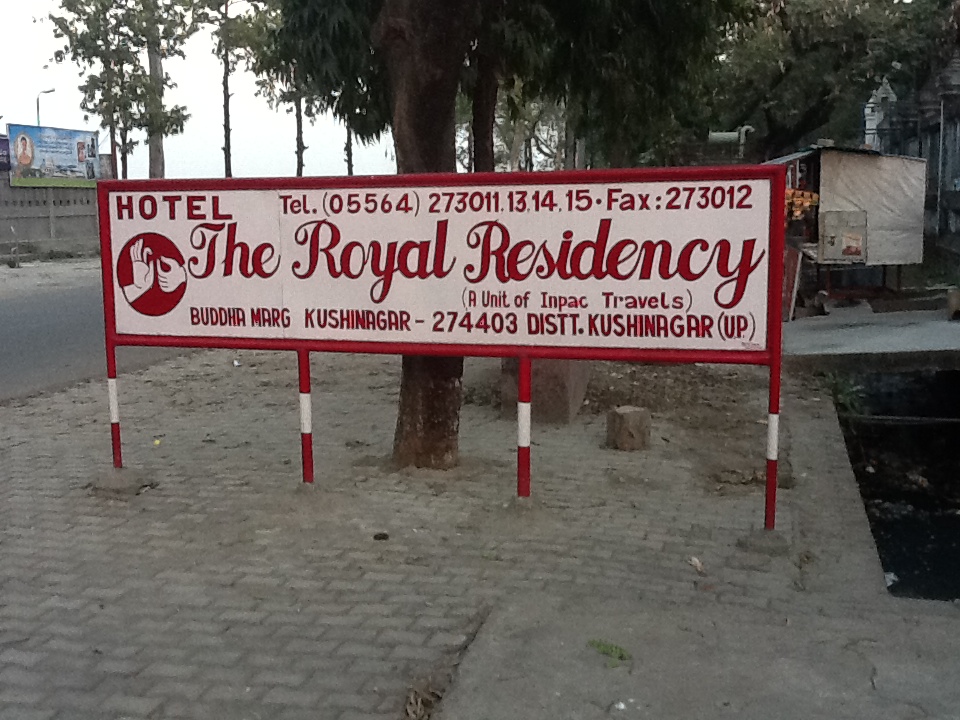 HOTEL Tel. (05564) 273011.13.14.15·Fax:273012
The Royal Residency
(A Unit of Inpac Travels)
BUDDHA MARG KUSHINAGAR - 274403 DISTT. KUSHINAGAR (U.P.)